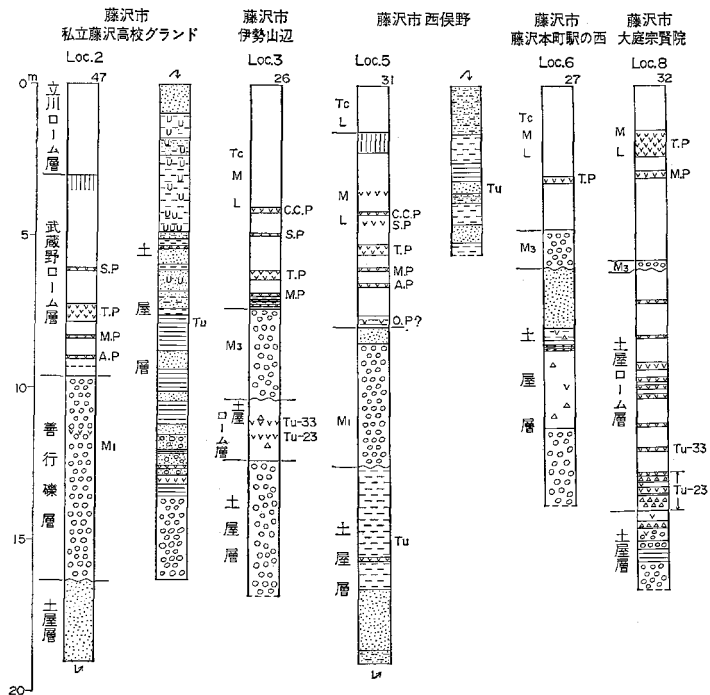 藤沢市
私立藤沢高校グランド
藤沢市
伊勢山辺
藤沢市 西俣野
藤沢市
藤沢本町駅の西
藤沢市
大庭宗賢院
Loc.2
47
Loc.3
26
Loc.5
31
Loc.6
27
Loc.8
32
0
m
5
10
15
20
立川ローム層
武蔵野ローム層
善行礫層
土屋層
S.P
T.P
M.P
A.P
M1
土屋層
Tu
Tc
M
L
C.C.P
S.P
T.P
M.P
M3
土屋ローム層
Tu-33
Tu-23
土屋層
Tc
L
M
L
C.C.P
S.P
T.P
M.P
A.P
O.P?
M1
土屋層
Tu
Tu
Tc
M
L
T.P
M3
土屋層
M
L
T.P
M.P
M3
土屋ローム層
Tu-33
Tu-23
土屋層